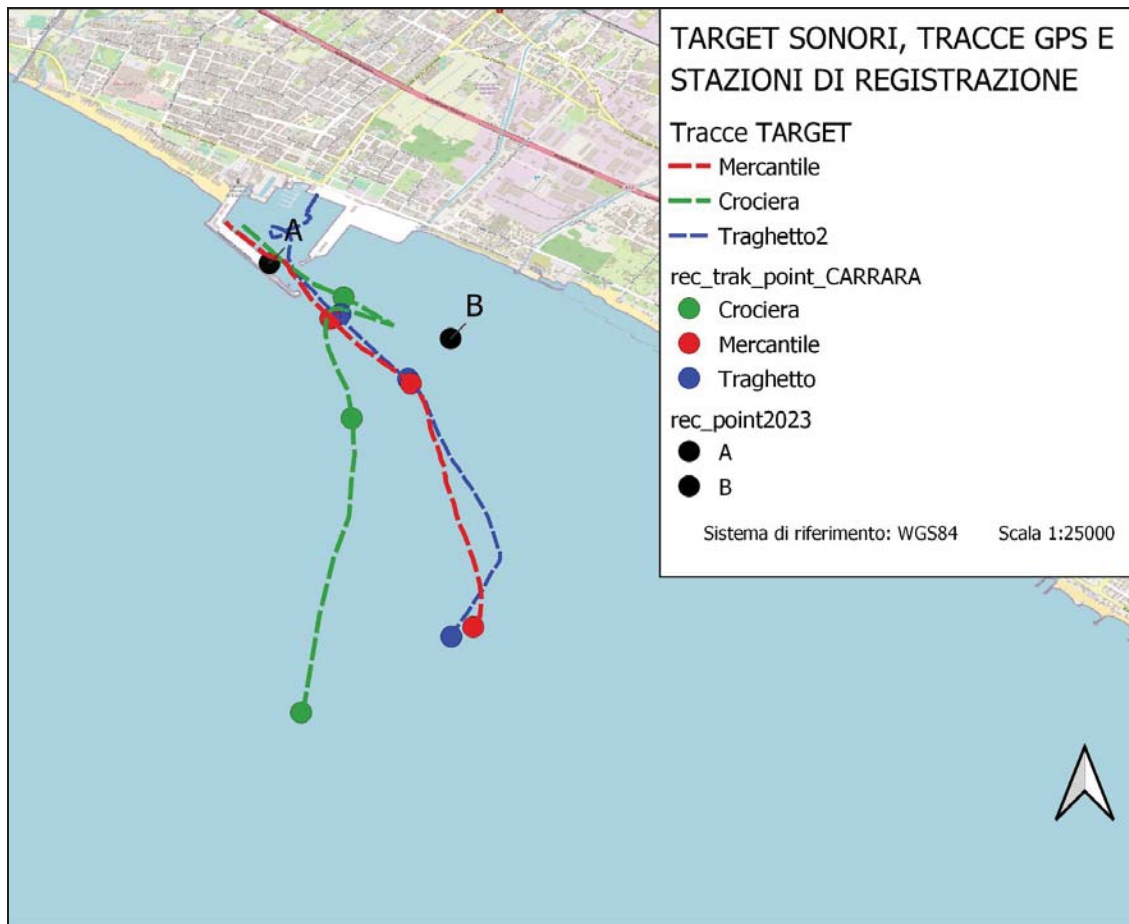 TARGET SONORI, TRACCE GPS E
STAZIONI DI REGISTRAZIONE
Tracce TARGET
Mercantile
Crociera
Traghetto2
rec_trak_point_CARRARA
Crociera
Mercantile
Traghetto
rec_point2023
A
B
Sistema di riferimento: WGS84 Scala 1:25000
A
B